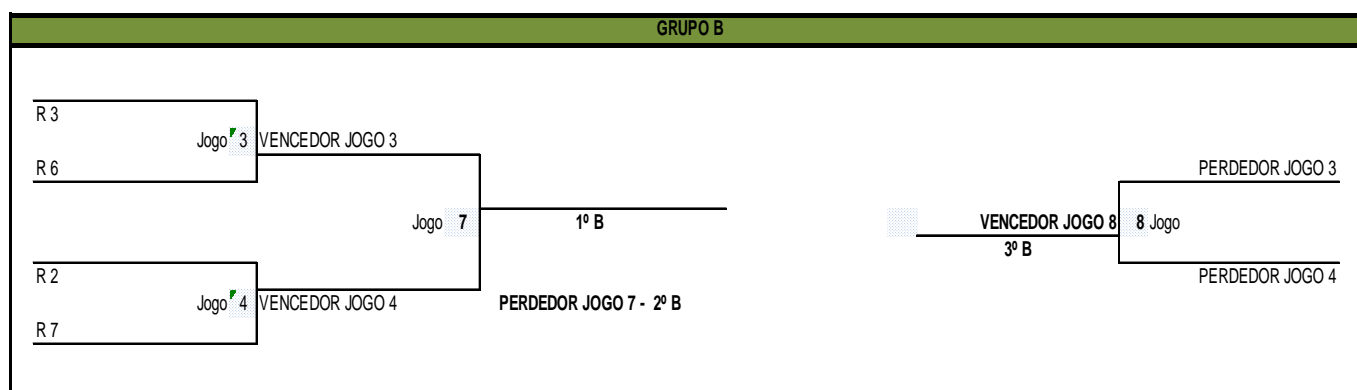 GRUPO B
R 3
Jogo 3 VENCEDOR JOGO 3
R 6 PERDEDOR JOGO 3
Jogo 7 1º B VENCEDOR JOGO 8 8 Jogo
3º B
R 2 PERDEDOR JOGO 4
Jogo 4 VENCEDOR JOGO 4 PERDEDOR JOGO 7 - 2º B
R 7